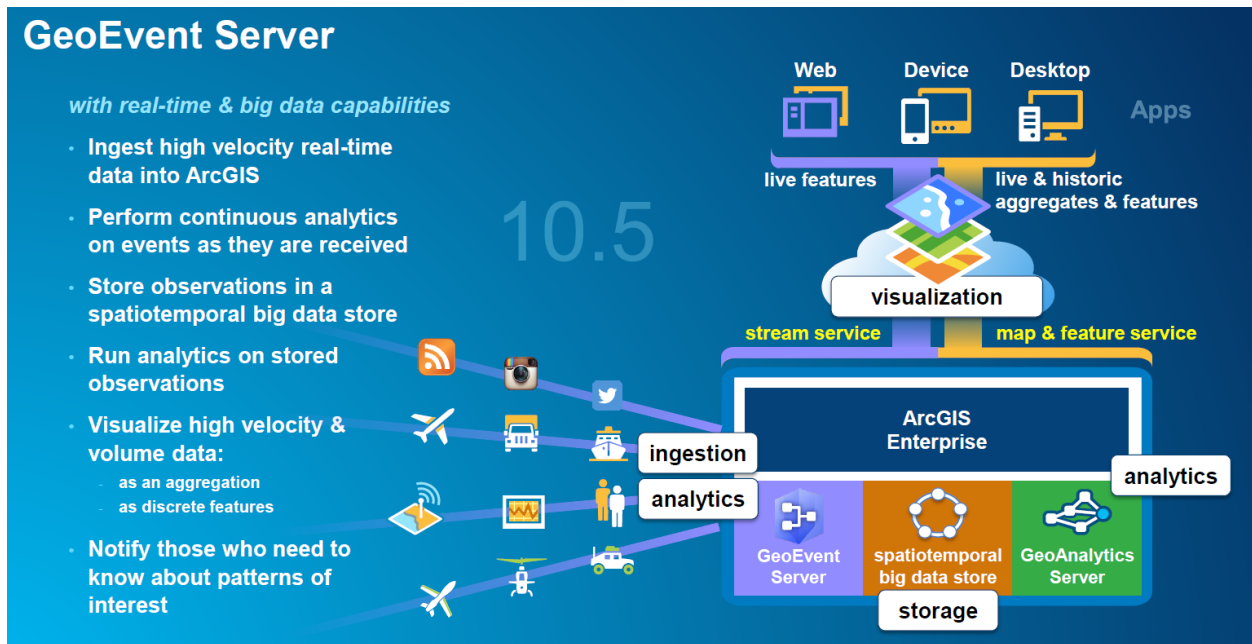 GeoEvent Server
with real-time & big data capabilities
• Ingest high velocity real-time
data into ArcGIS
• Perform continuous analytics
on events as they are received
• Store observations in a
spatiotemporal big data store
• Run analytics on stored
observations
• Visualize high velocity &
volume data:
- as an aggregation
- as discrete features
• Notify those who need to
know about patterns of
interest
10.5
Web
Device
Desktop
Apps
live features
live & historic
aggregates & features
visualization
stream service
map & feature service
ArcGIS
Enterprise
ingestion
analytics
analytics
GeoEvent
Server
spatiotemporal
big data store
GeoAnalytics
Server
storage